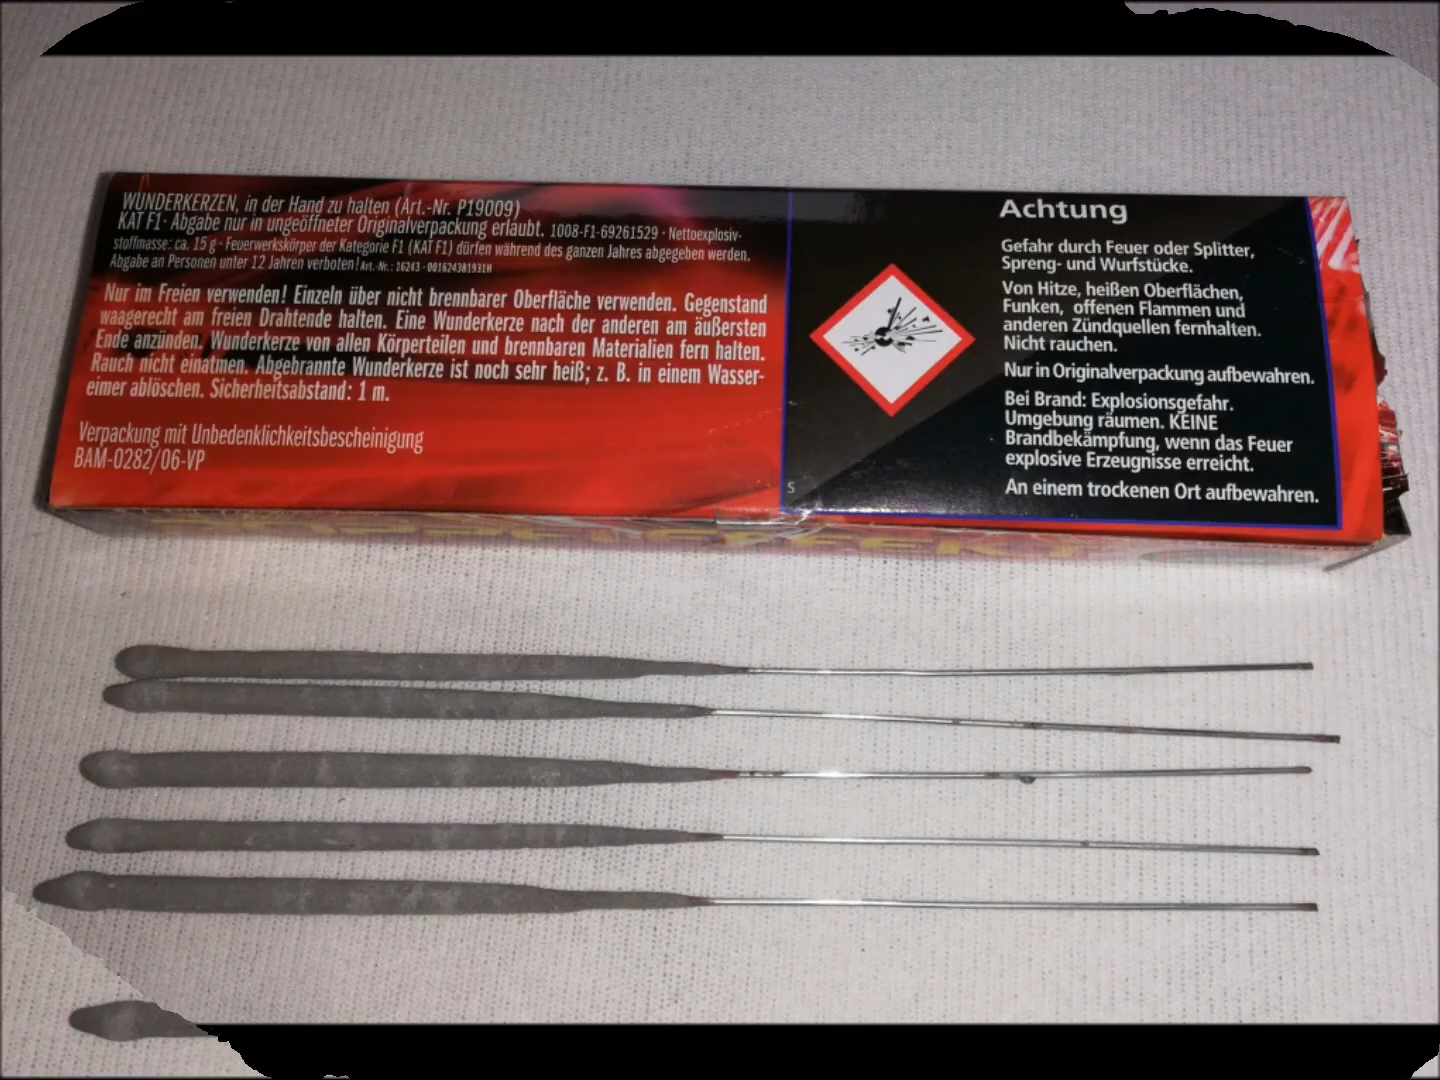 WUNDERKERZEN, in der Hand zu halten (Art.-Nr. P19009)
KAT F1· Abgabe nur in ungeöffneter Originalverpackung erlaubt. 1008-F1-69261529 · Nettoexplosiv-
stoffmasse: ca. 15 g · Feuerwerkskörper der Kategorie F1 (KAT F1) dürfen während des ganzen Jahres abgegeben werden.
Abgabe an Personen unter 12 Jahren verboten! Art.-Nr.: 16243 -
Nur im Freien verwenden! Einzeln über nicht brennbarer Oberfläche verwenden. Gegenstand
waagerecht am freien Drahtende halten. Eine Wunderkerze nach der anderen am äußersten
Ende anzünden. Wunderkerze von allen Körperteilen und brennbaren Materialien fern halten.
Rauch nicht einatmen. Abgebrannte Wunderkerze ist noch sehr heiß; z. B. in einem Wasser-
eimer ablöschen. Sicherheitsabstand: 1 m.
Verpackung mit Unbedenklichkeitsbescheinigung
BAM-0282/06-VP
S
Achtung
Gefahr durch Feuer oder Splitter,
Spreng- und Wurfstücke.
Von Hitze, heißen Oberflächen,
Funken, offenen Flammen und
anderen Zündquellen fernhalten.
Nicht rauchen.
Nur in Originalverpackung aufbewahren.
Bei Brand: Explosionsgefahr.
Umgebung räumen. KEINE
Brandbekämpfung, wenn das Feuer
explosive Erzeugnisse erreicht.
An einem trockenen Ort aufbewahren.